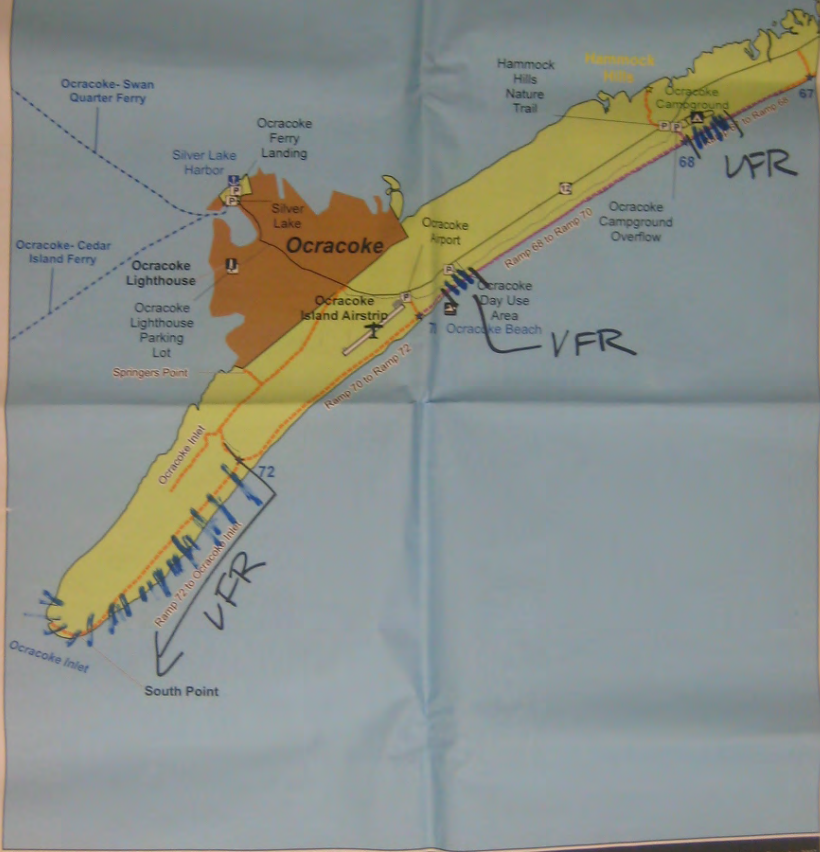 Ocracoke- Swan
Quarter Ferry
Hammock
Hills
Nature
Trail
Hammock
Hills
Ocracoke
Campground
67
68
VFR
Ocracoke
Ferry
Landing
Silver Lake
Harbor
Silver
Lake
12
Ocracoke
Campground
Overflow
Ocracoke
Airport
Ramp 68 to Ramp 70
Ocracoke- Cedar
Island Ferry
Ocracoke
Ocracoke
Lighthouse
Ocracoke
Lighthouse
Parking
Lot
Ocracoke
Island Airstrip
Ocracoke
Day Use
Area
Ocracoke Beach
VFR
Springers Point
Ramp 70 to Ramp 72
Ocracoke Inlet
72
Ramp 72 to Ocracoke Inlet
VFR
Ocracoke Inlet
South Point